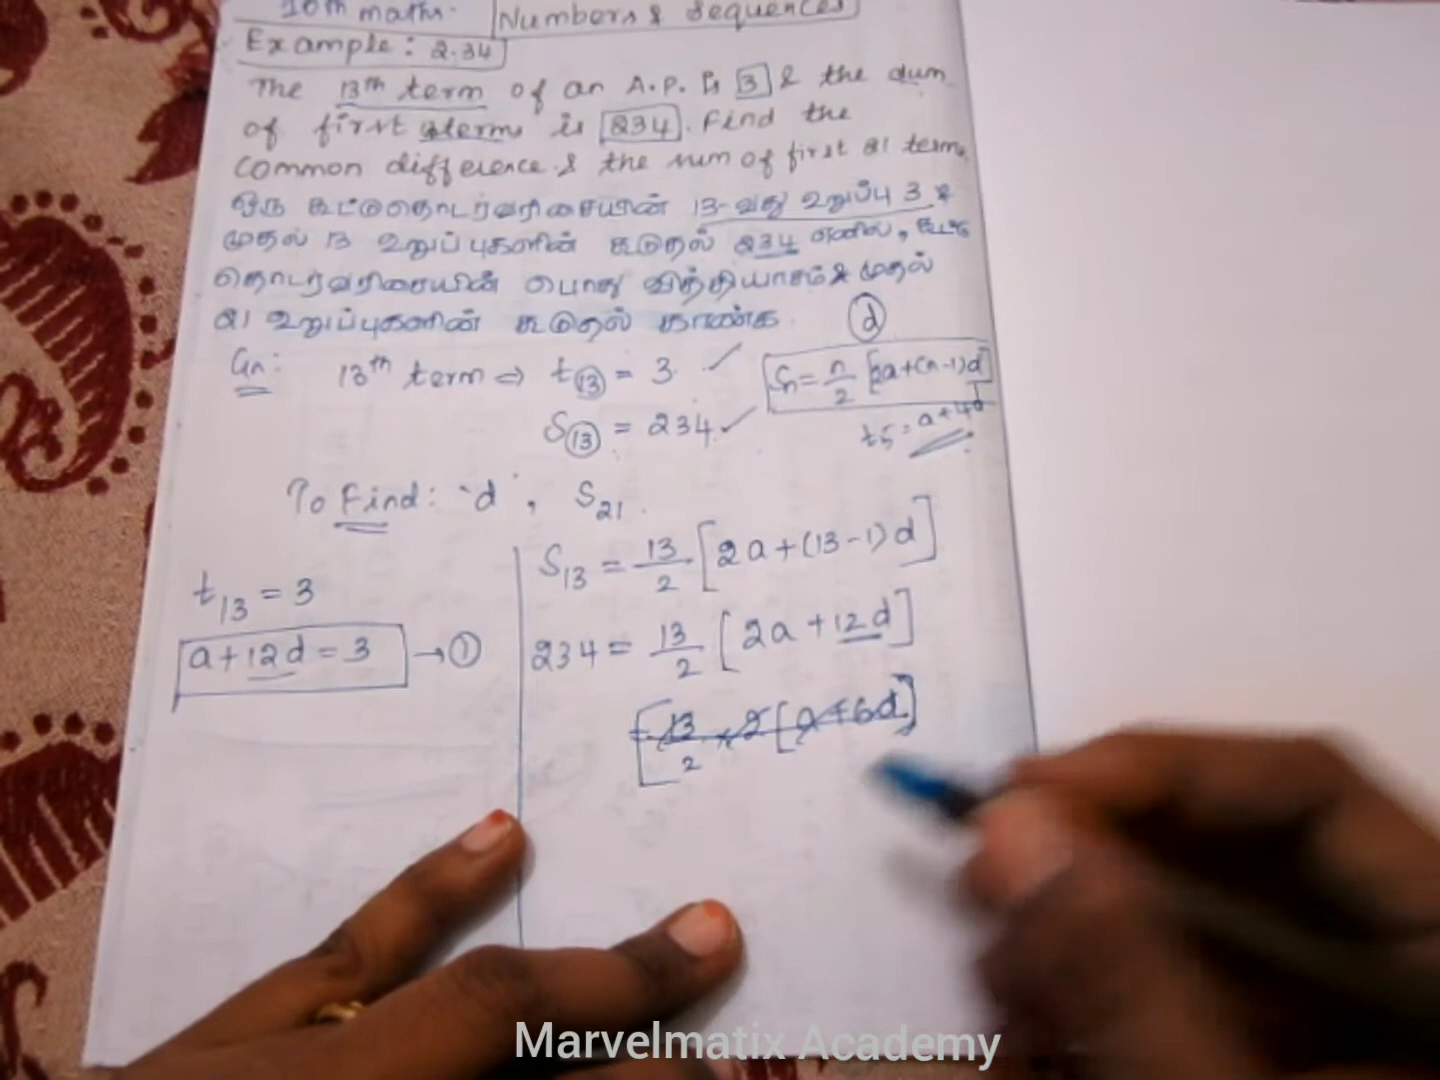 10th maths. Numbers & Sequences
Example: 2.34
The 13th term of an A.P. is 3 & the sum
of first terms is 234. Find the
common difference & the sum of first 21 terms.
ஒரு கூட்டுதொடர்வரிசையின் 13-வது உறுப்பு 3 &
முதல் 13 உறுப்புகளின் கூடுதல் 234 எனில், கூட்டு
தொடர்வரிசையின் பொது வித்தியாசம் & முதல்
21 உறுப்புகளின் கூடுதல் காண்க. d
Gn: 13th term ⇒ t13 = 3 ✓ Sn = n/2 [2a+(n-1)d]
S13 = 234 ✓ t5 = a+4d
To Find: 'd', S21.
S13 = 13/2 [2a+(13-1)d]
t13 = 3
234 = 13/2 [2a+12d]
a+12d = 3 → ①
= 13/2 × 2 [a+6d]
Marvelmatix Academy